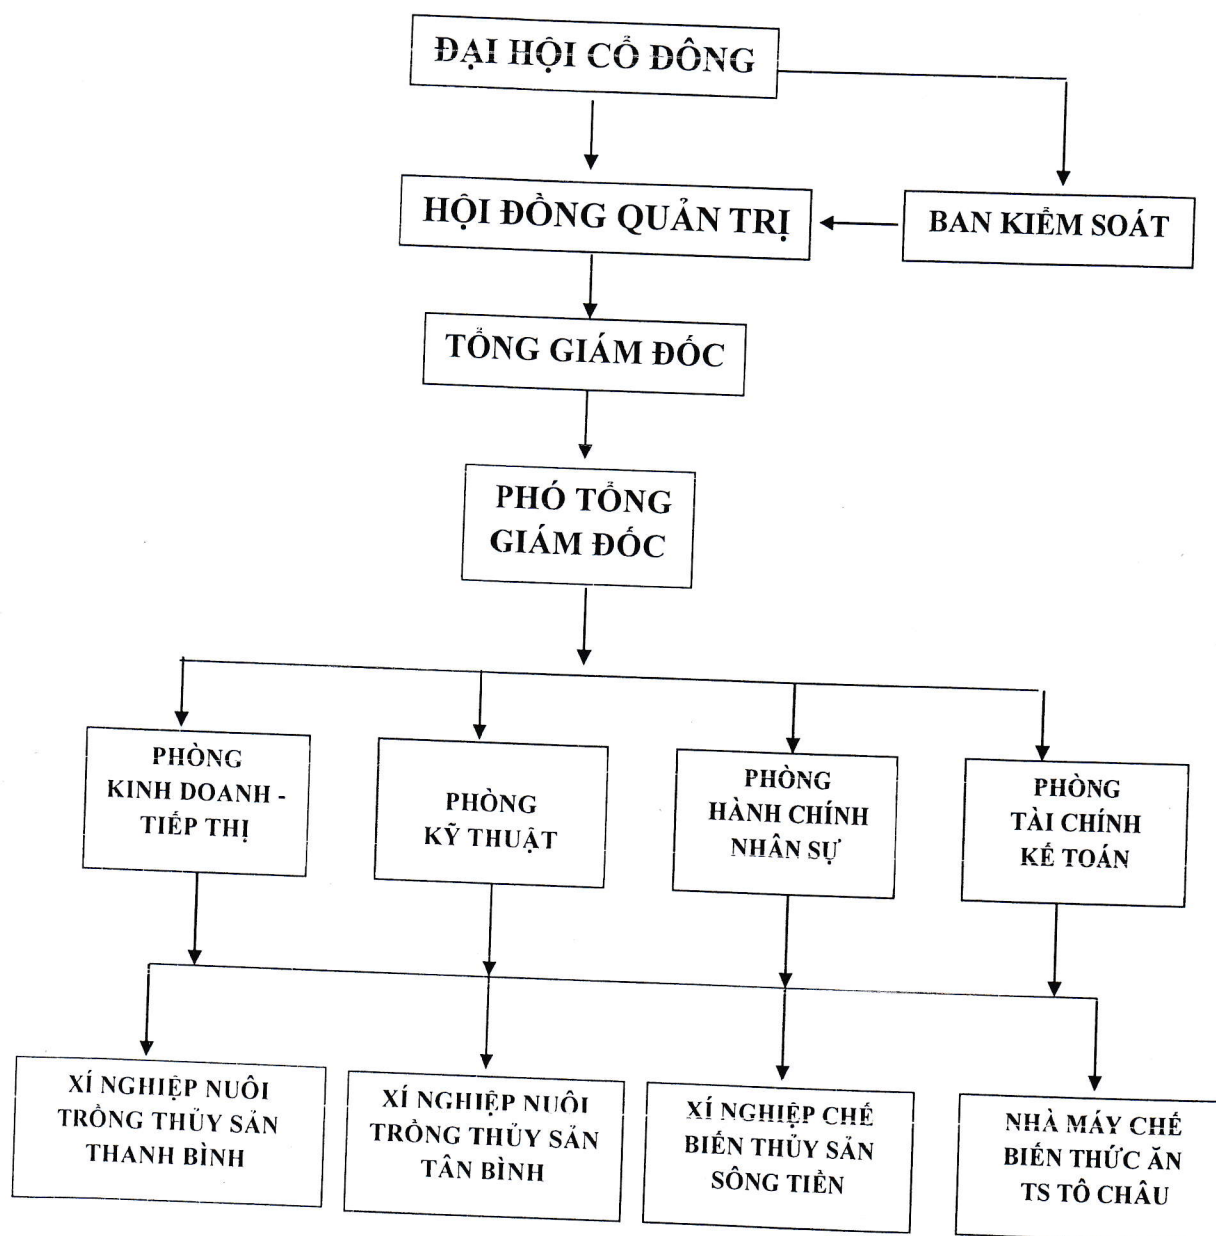 ĐẠI HỘI CỔ ĐÔNG
HỘI ĐỒNG QUẢN TRỊ
BAN KIỂM SOÁT
TỔNG GIÁM ĐỐC
PHÓ TỔNG
GIÁM ĐỐC
PHÒNG
KINH DOANH -
TIẾP THỊ
PHÒNG
KỸ THUẬT
PHÒNG
HÀNH CHÍNH
NHÂN SỰ
PHÒNG
TÀI CHÍNH
KẾ TOÁN
XÍ NGHIỆP NUÔI
TRỒNG THỦY SẢN
THANH BÌNH
XÍ NGHIỆP NUÔI
TRỒNG THỦY SẢN
TÂN BÌNH
XÍ NGHIỆP CHẾ
BIẾN THỦY SẢN
SÔNG TIỀN
NHÀ MÁY CHẾ
BIẾN THỨC ĂN
TS TÔ CHÂU